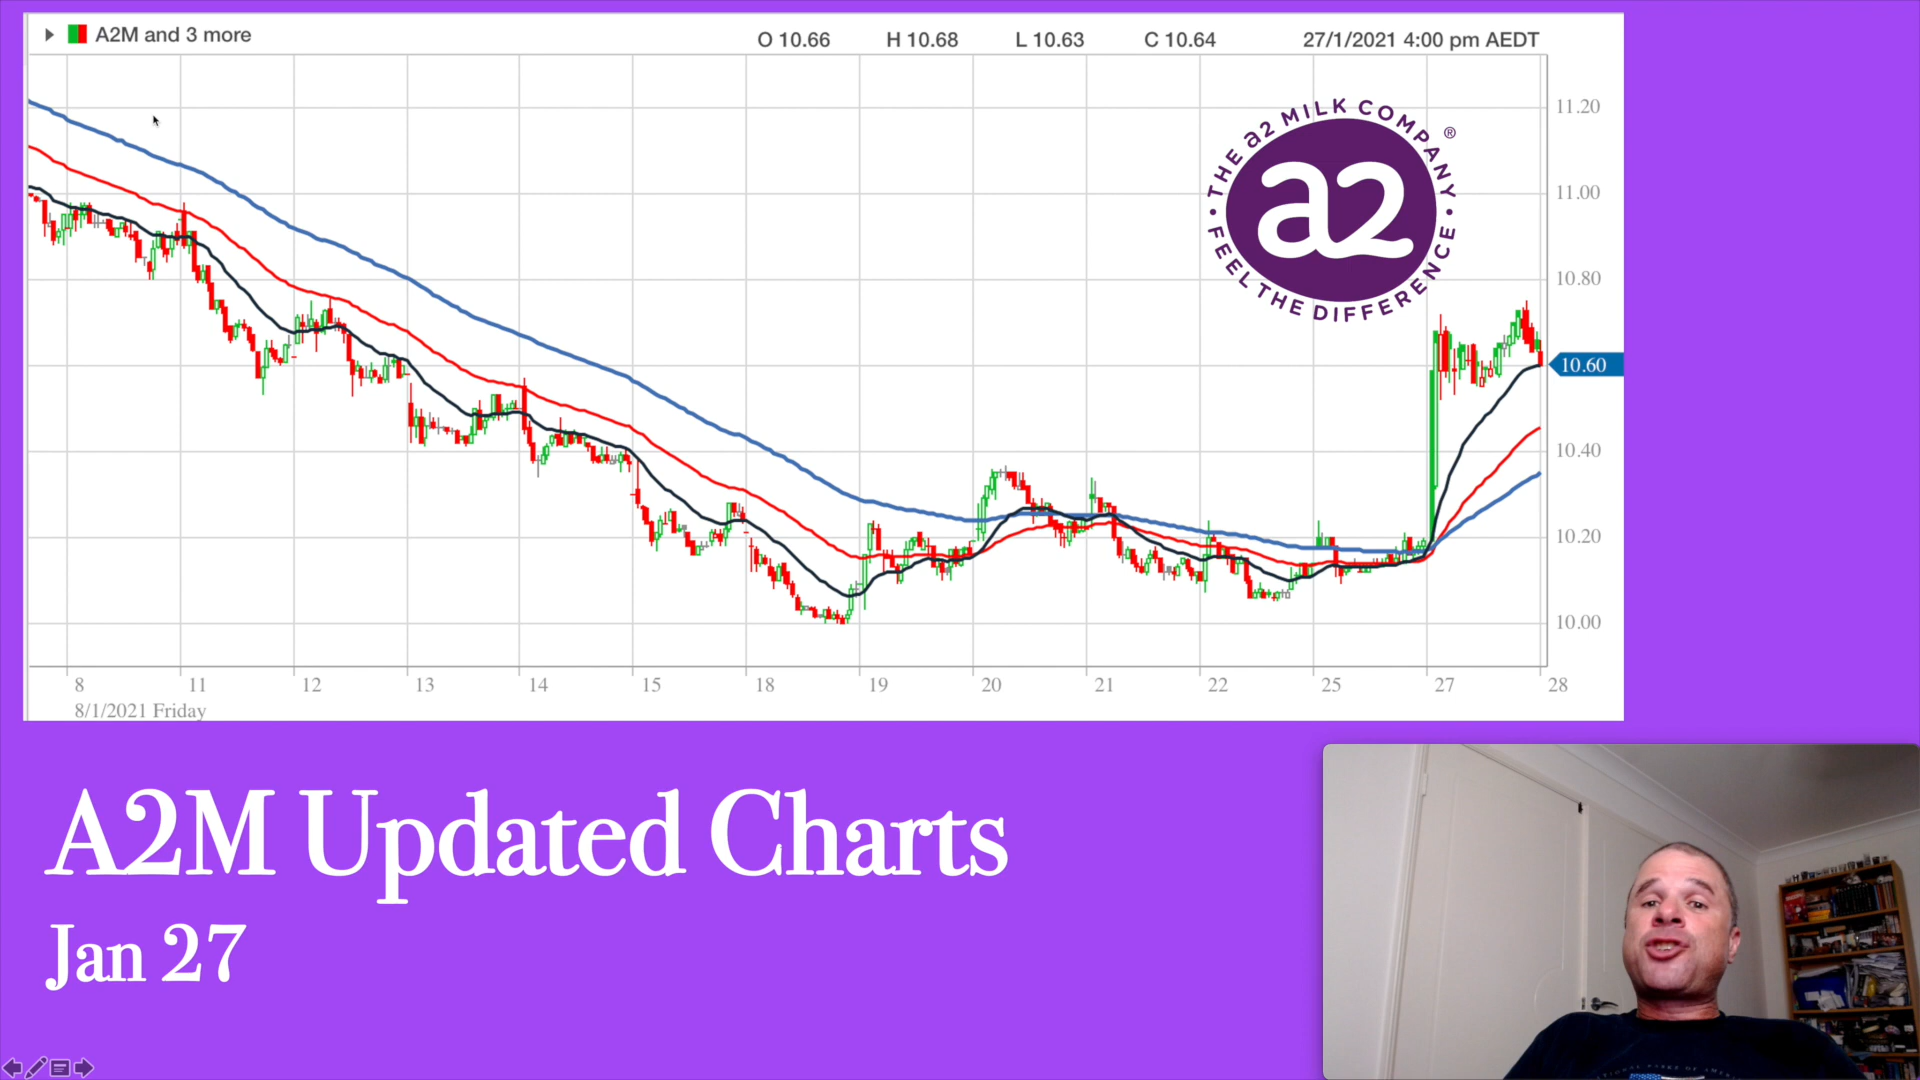 A2M and 3 more
O 10.66 H 10.68 L 10.63 C 10.64 27/1/2021 4:00 pm AEDT
THE a2 MILK COMPANY ®
a2
• FEEL THE DIFFERENCE •
11.20
11.00
10.80
10.60
10.40
10.20
10.00
8 11 12 13 14 15 18 19 20 21 22 25 27 28
8/1/2021 Friday
A2M Updated Charts
Jan 27